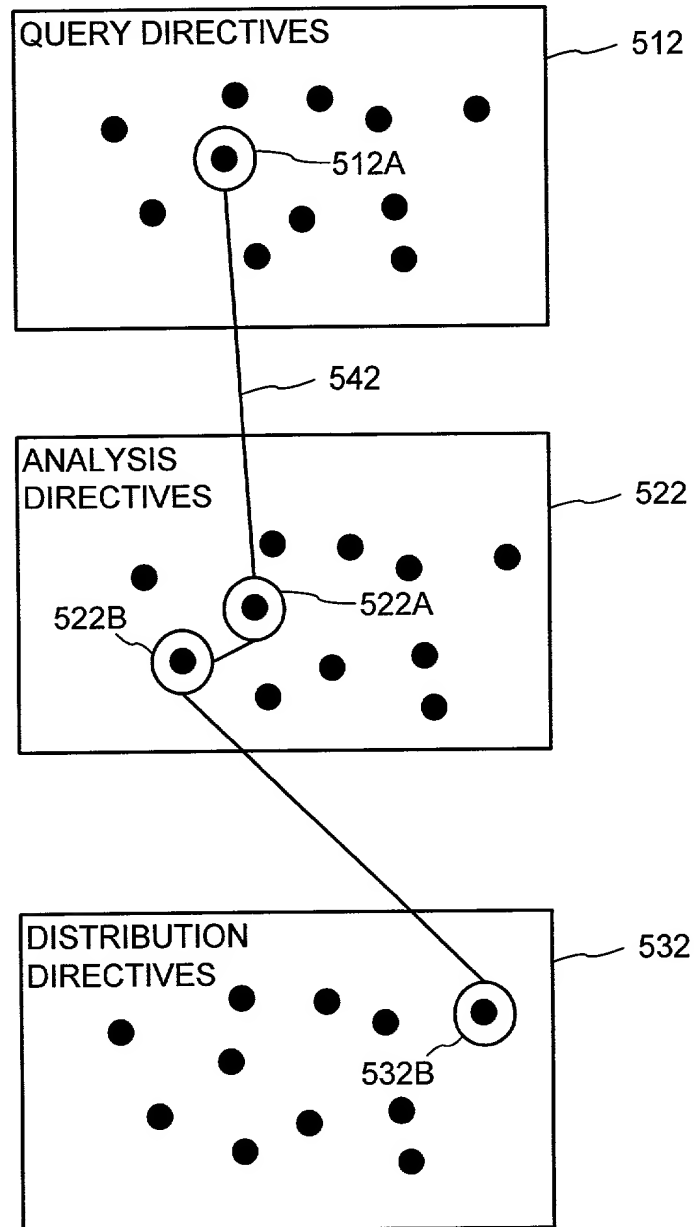 QUERY DIRECTIVES
512
512A
542
ANALYSIS
DIRECTIVES
522
522A
522B
DISTRIBUTION
DIRECTIVES
532
532B